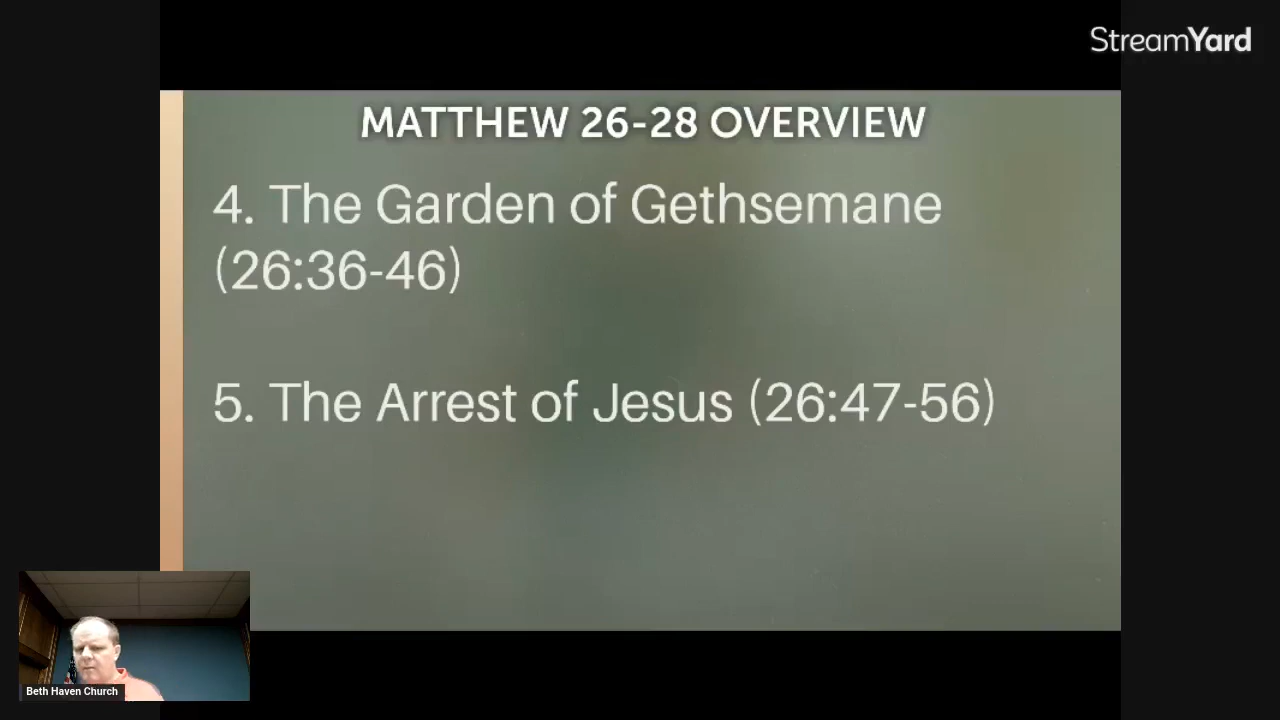 StreamYard
MATTHEW 26-28 OVERVIEW
4. The Garden of Gethsemane
(26:36-46)
5. The Arrest of Jesus (26:47-56)
Beth Haven Church